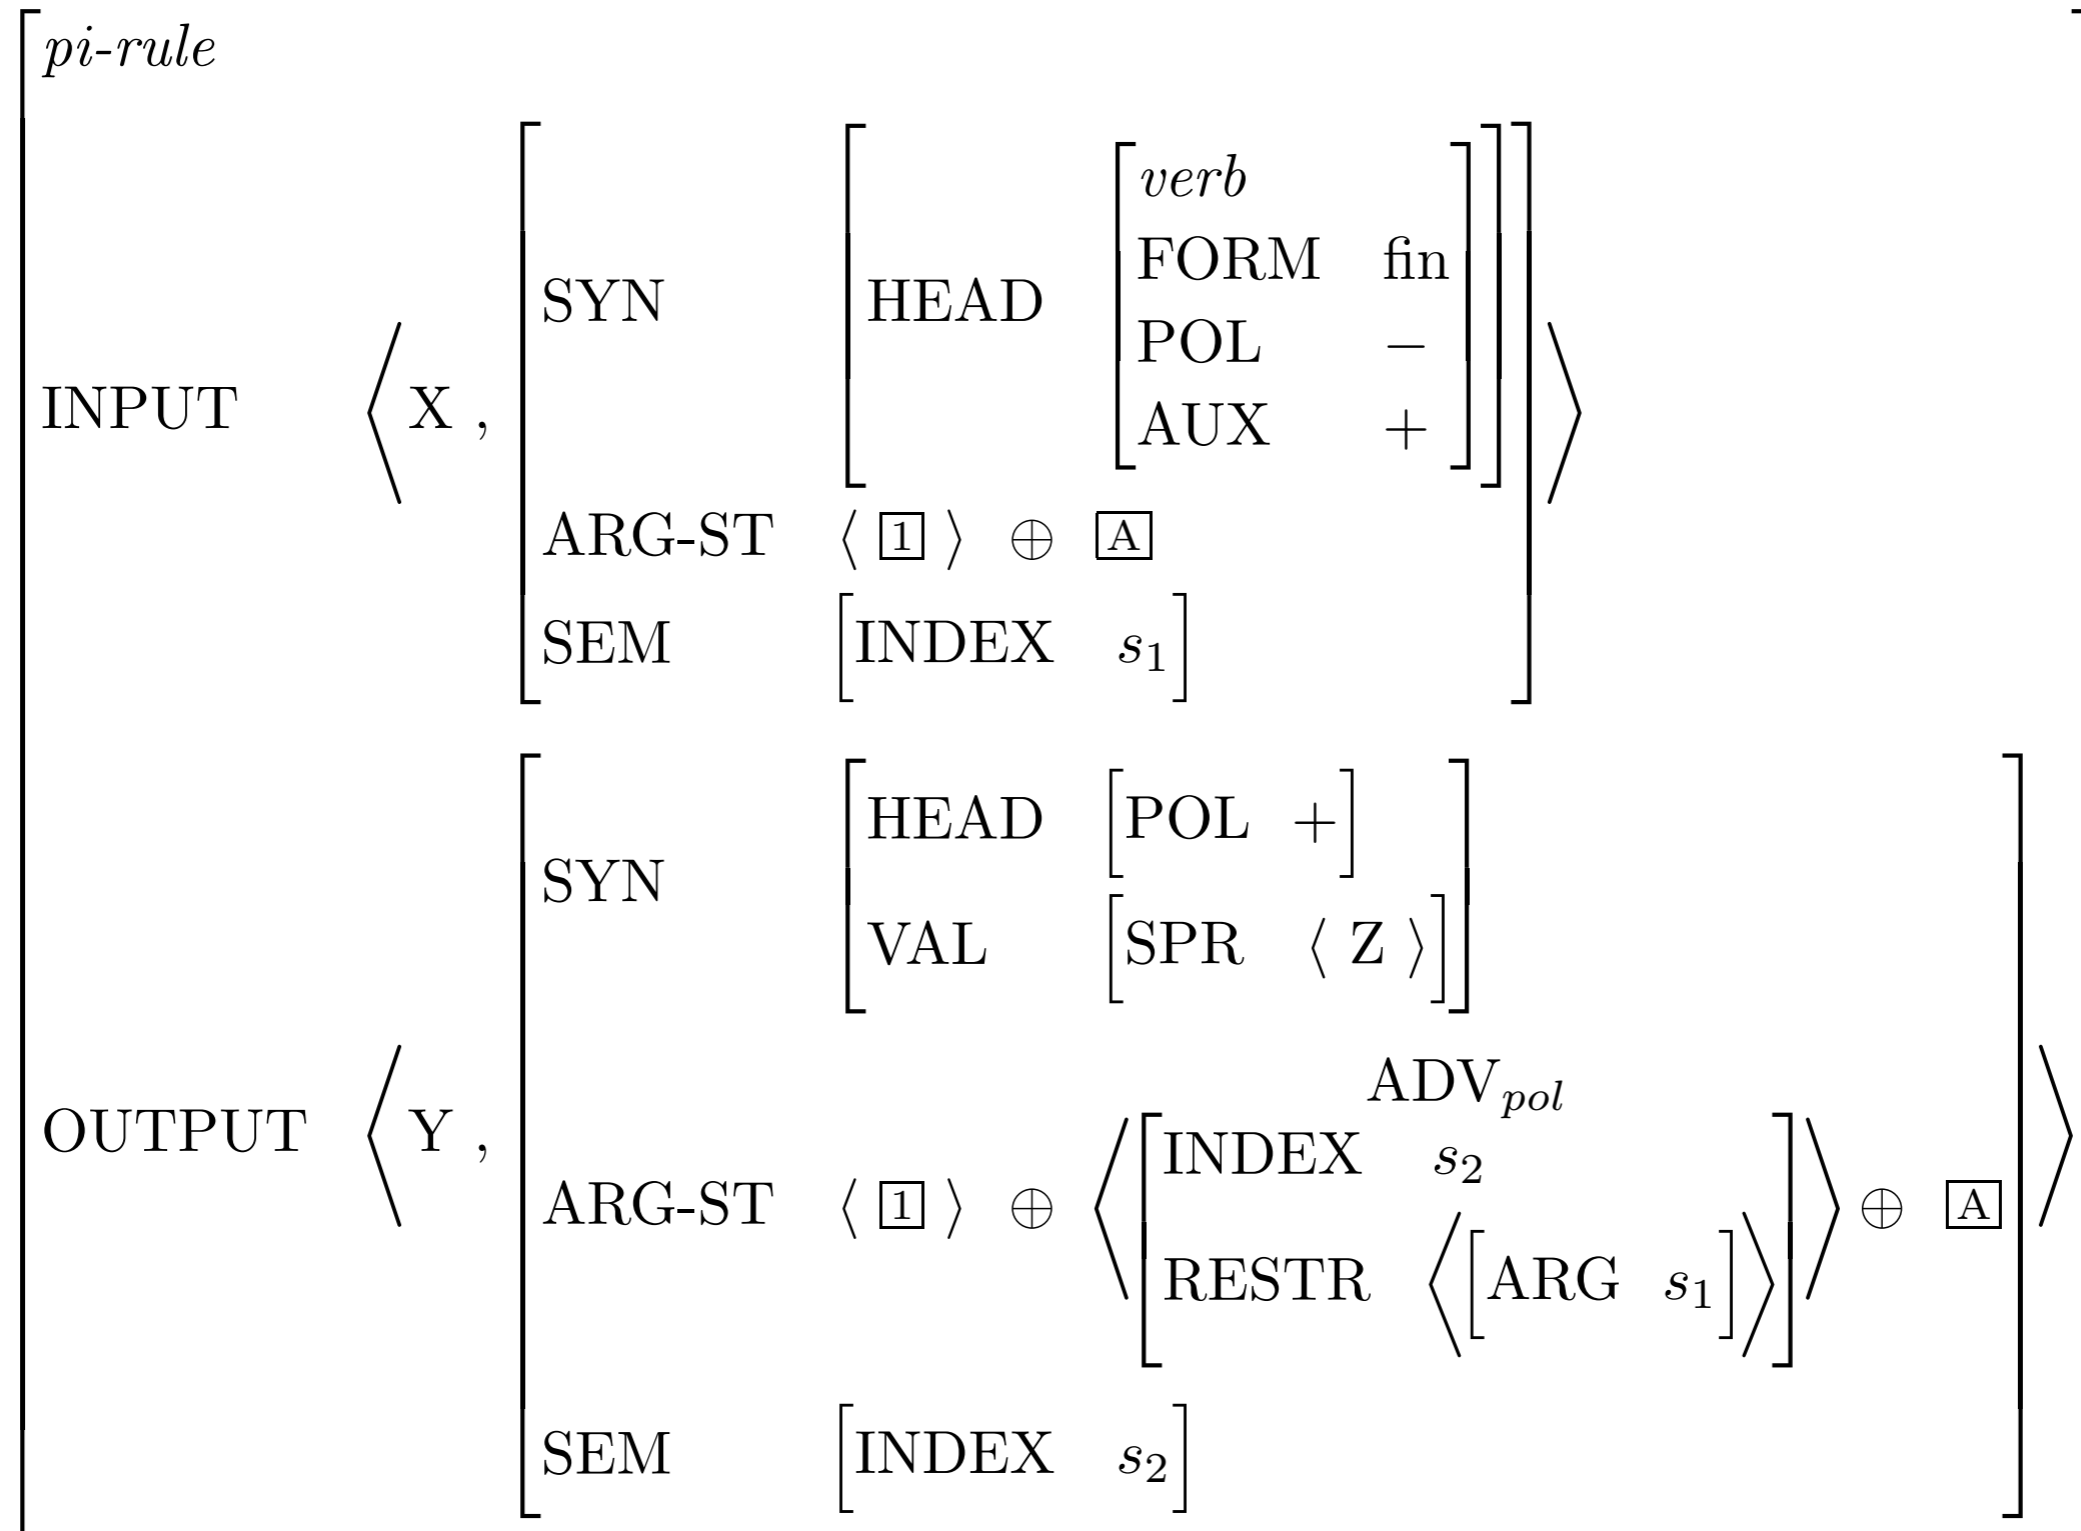 pi-rule
verb
FORM fin
SYN HEAD
POL −
INPUT ⟨ X ,
AUX + ⟩
ARG-ST ⟨ 1 ⟩ ⊕ A
SEM [INDEX s₁]
HEAD [POL +]
SYN
VAL [SPR ⟨ Z ⟩]
ADVpol
OUTPUT ⟨ Y ,
INDEX s₂
ARG-ST ⟨ 1 ⟩ ⊕ ⟨ ⟩ ⊕ A ⟩
RESTR ⟨[ARG s₁]⟩
SEM [INDEX s₂]